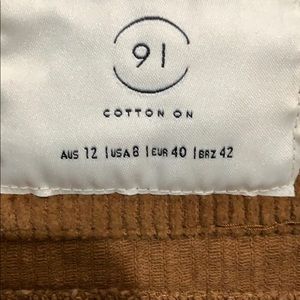 91
COTTON ON
AUS 12 | USA 8 | EUR 40 | BRZ 42